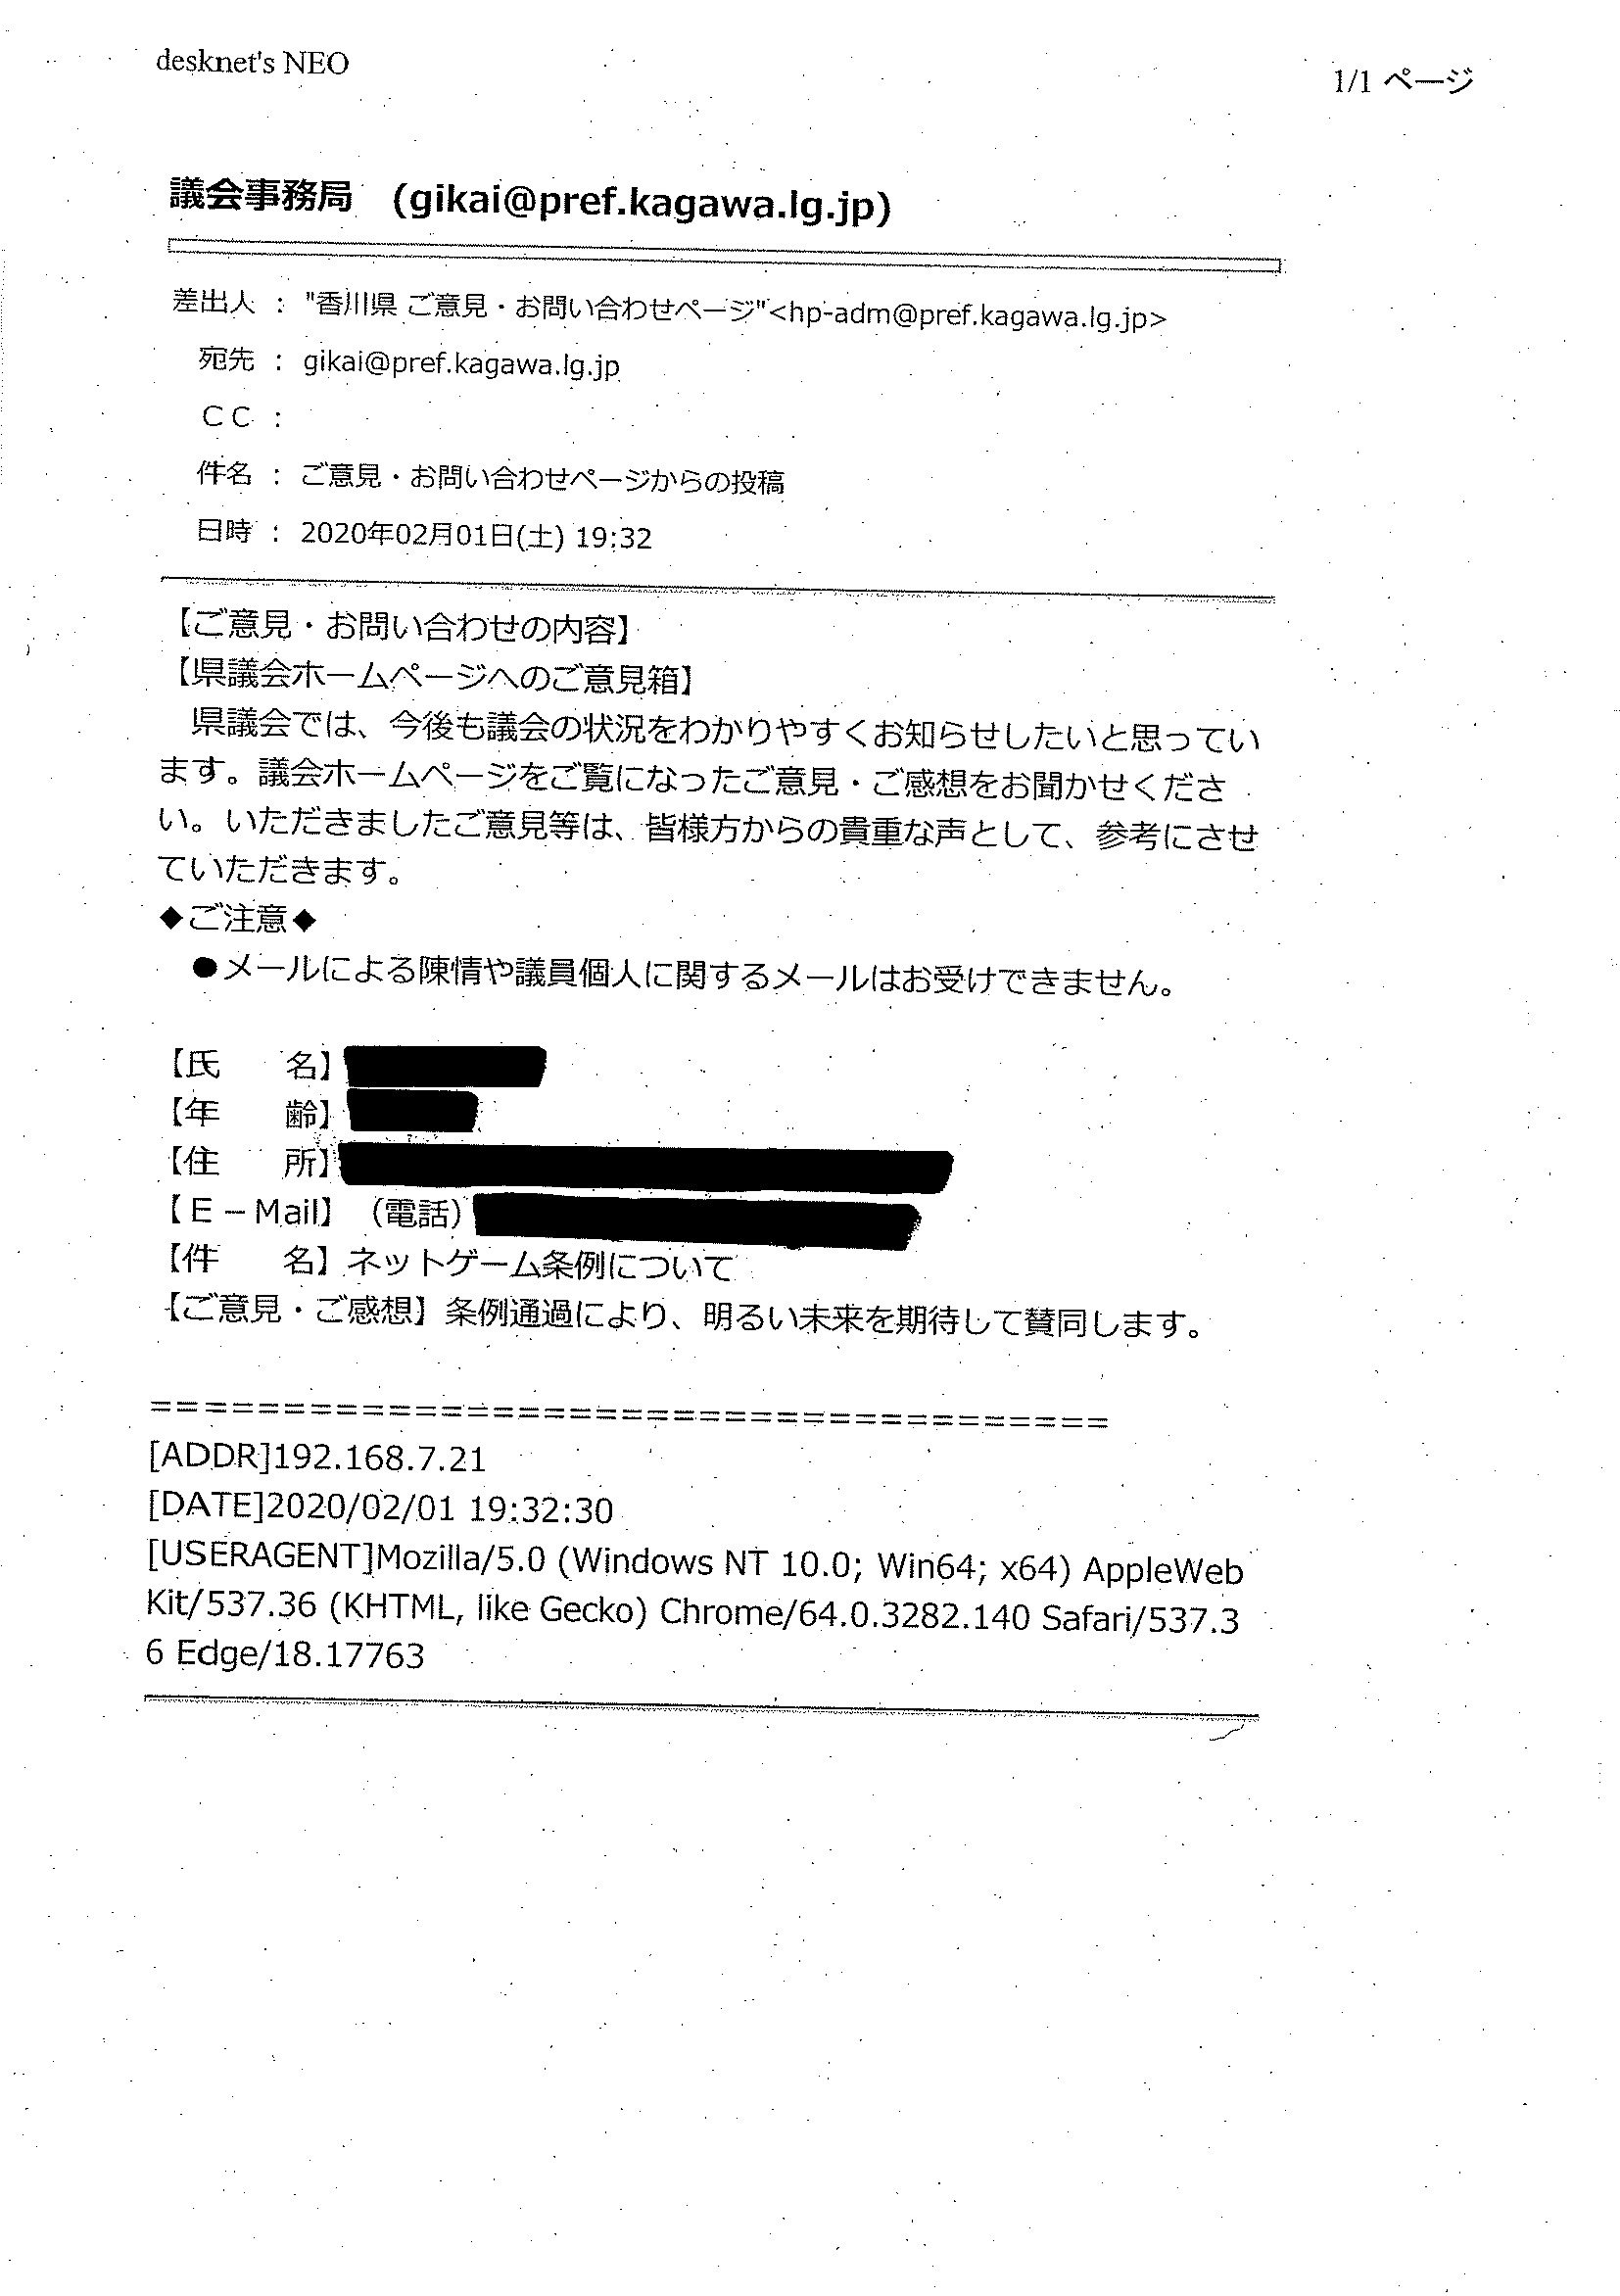 desknet's NEO
1/1 ページ
議会事務局　(gikai@pref.kagawa.lg.jp)
差出人 : "香川県 ご意見・お問い合わせページ"<hp-adm@pref.kagawa.lg.jp>
宛先 : gikai@pref.kagawa.lg.jp
ＣＣ :
件名 : ご意見・お問い合わせページからの投稿
日時 : 2020年02月01日(土) 19:32
【ご意見・お問い合わせの内容】
【県議会ホームページへのご意見箱】
　県議会では、今後も議会の状況をわかりやすくお知らせしたいと思ってい
ます。議会ホームページをご覧になったご意見・ご感想をお聞かせくださ
い。いただきましたご意見等は、皆様方からの貴重な声として、参考にさせ
ていただきます。
◆ご注意◆
　●メールによる陳情や議員個人に関するメールはお受けできません。
【氏　　名】
【年　　齢】
【住　　所】
【Ｅ－Mail】（電話）
【件　　名】ネットゲーム条例について
【ご意見・ご感想】条例通過により、明るい未来を期待して賛同します。
=====================================
[ADDR]192.168.7.21
[DATE]2020/02/01 19:32:30
[USERAGENT]Mozilla/5.0 (Windows NT 10.0; Win64; x64) AppleWeb
Kit/537.36 (KHTML, like Gecko) Chrome/64.0.3282.140 Safari/537.3
6 Edge/18.17763